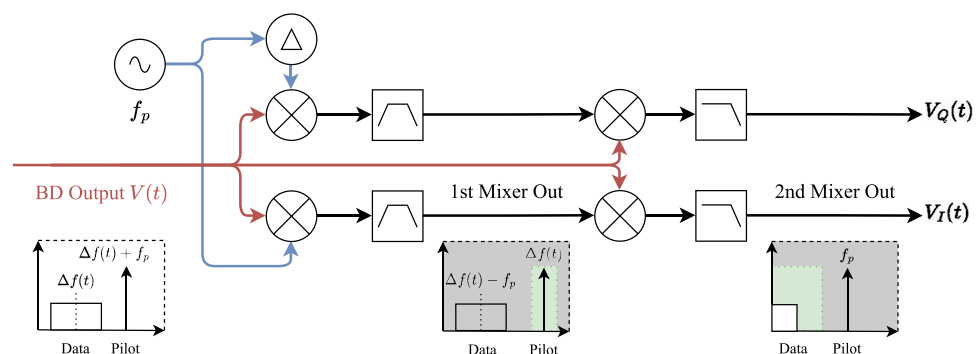 Δ
f_p
V_Q(t)
BD Output V(t)
1st Mixer Out
2nd Mixer Out
V_I(t)
Δf(t) + f_p
Δf(t)
Data Pilot
Δf(t)
Δf(t) − f_p
Data Pilot
f_p
Data Pilot